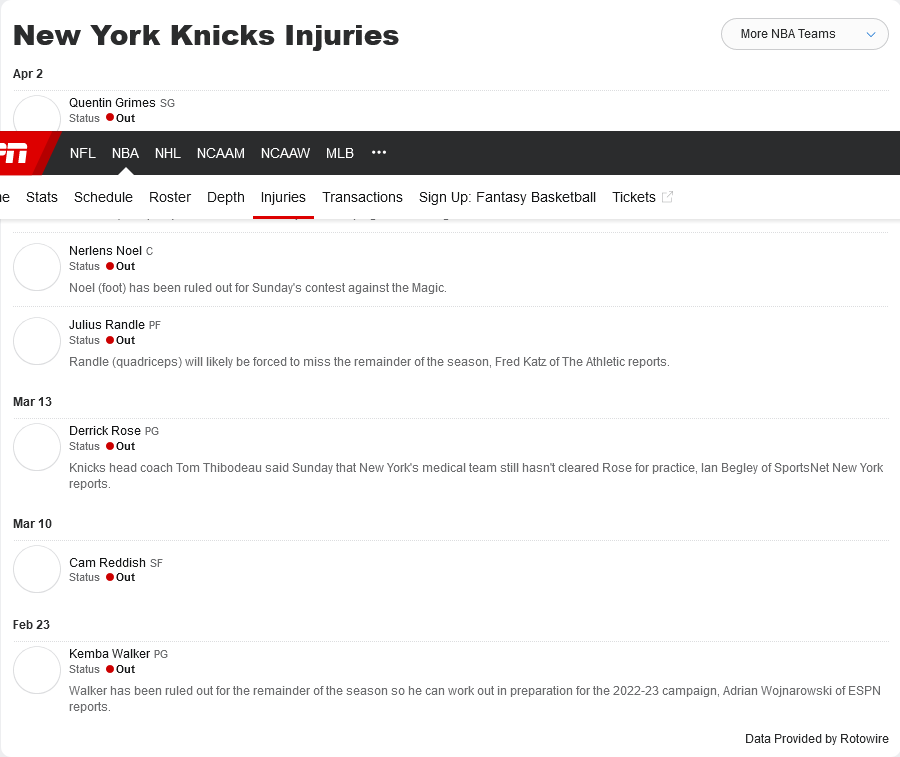 New York Knicks Injuries
More NBA Teams
Apr 2
Quentin Grimes SG
Status Out
NFL NBA NHL NCAAM NCAAW MLB •••
Stats Schedule Roster Depth Injuries Transactions Sign Up: Fantasy Basketball Tickets
Nerlens Noel C
Status Out
Noel (foot) has been ruled out for Sunday's contest against the Magic.
Julius Randle PF
Status Out
Randle (quadriceps) will likely be forced to miss the remainder of the season, Fred Katz of The Athletic reports.
Mar 13
Derrick Rose PG
Status Out
Knicks head coach Tom Thibodeau said Sunday that New York's medical team still hasn't cleared Rose for practice, Ian Begley of SportsNet New York
reports.
Mar 10
Cam Reddish SF
Status Out
Feb 23
Kemba Walker PG
Status Out
Walker has been ruled out for the remainder of the season so he can work out in preparation for the 2022-23 campaign, Adrian Wojnarowski of ESPN
reports.
Data Provided by Rotowire